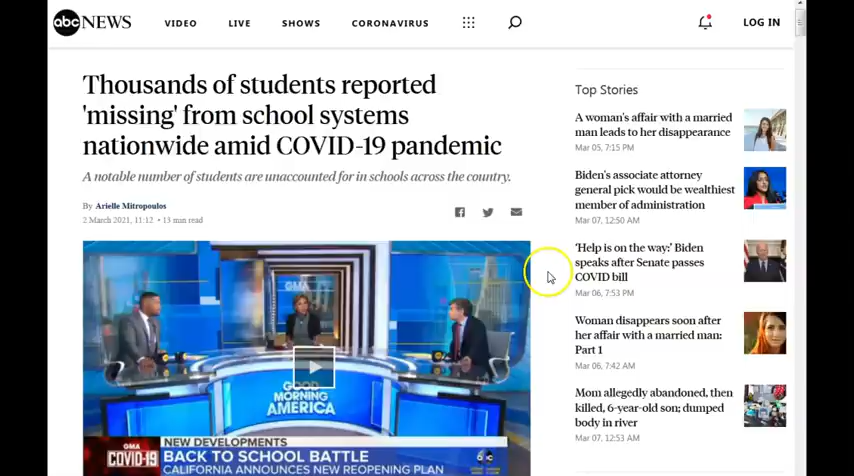 abc NEWS
VIDEO
LIVE
SHOWS
CORONAVIRUS
LOG IN
Thousands of students reported
'missing' from school systems
nationwide amid COVID-19 pandemic
A notable number of students are unaccounted for in schools across the country.
By Arielle Mitropoulos
2 March 2021, 11:12 • 13 min read
GMA
GOOD
MORNING
AMERICA
GMA
COVID-19
NEW DEVELOPMENTS
BACK TO SCHOOL BATTLE
CALIFORNIA ANNOUNCES NEW REOPENING PLAN
Top Stories
A woman's affair with a married
man leads to her disappearance
Mar 05, 7:15 PM
Biden's associate attorney
general pick would be wealthiest
member of administration
Mar 07, 12:50 AM
'Help is on the way:' Biden
speaks after Senate passes
COVID bill
Mar 06, 7:53 PM
Woman disappears soon after
her affair with a married man:
Part 1
Mar 06, 7:42 AM
Mom allegedly abandoned, then
killed, 6-year-old son; dumped
body in river
Mar 07, 12:53 AM